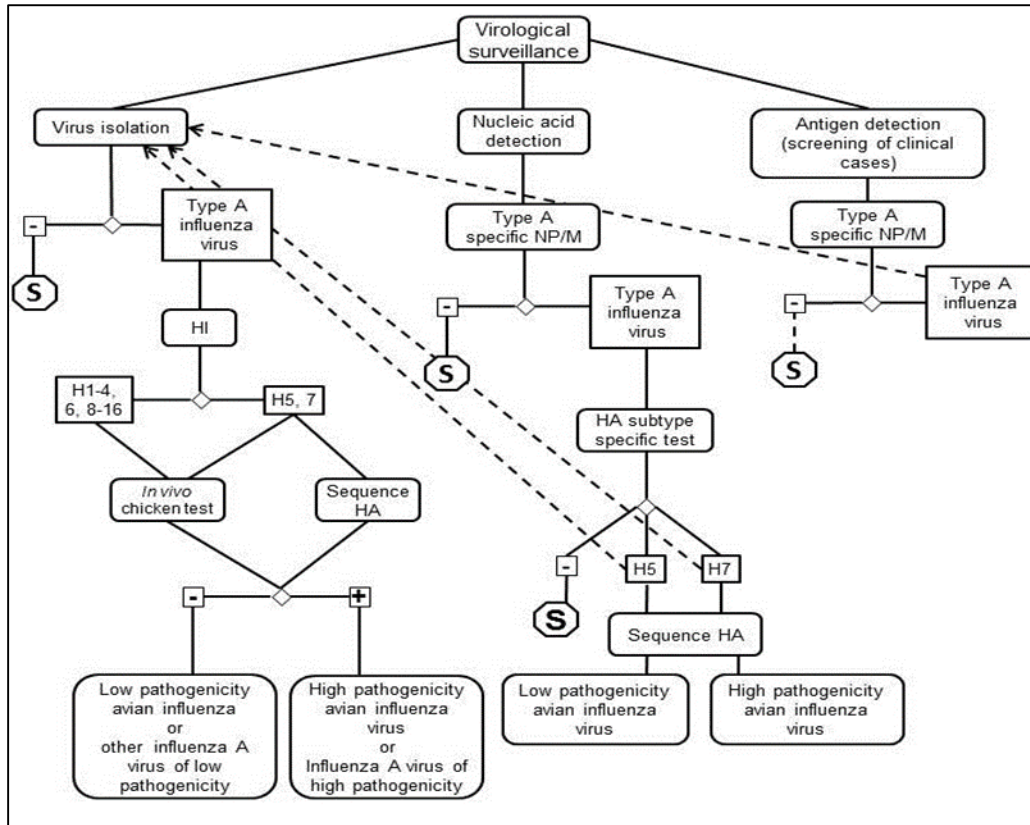 Virological
surveillance
Virus isolation
Nucleic acid
detection
Antigen detection
(screening of clinical
cases)
Type A
influenza
virus
Type A
specific NP/M
Type A
specific NP/M
-
S
Type A
influenza
virus
Type A
influenza
virus
-
S
-
S
HI
H1-4,
6, 8-16
H5, 7
HA subtype
specific test
In vivo
chicken test
Sequence
HA
-
H5
H7
S
-
+
Sequence HA
Low pathogenicity
avian influenza
or
other influenza A
virus of low
pathogenicity
High pathogenicity
avian influenza
virus
or
Influenza A virus of
high pathogenicity
Low pathogenicity
avian influenza
virus
High pathogenicity
avian influenza
virus